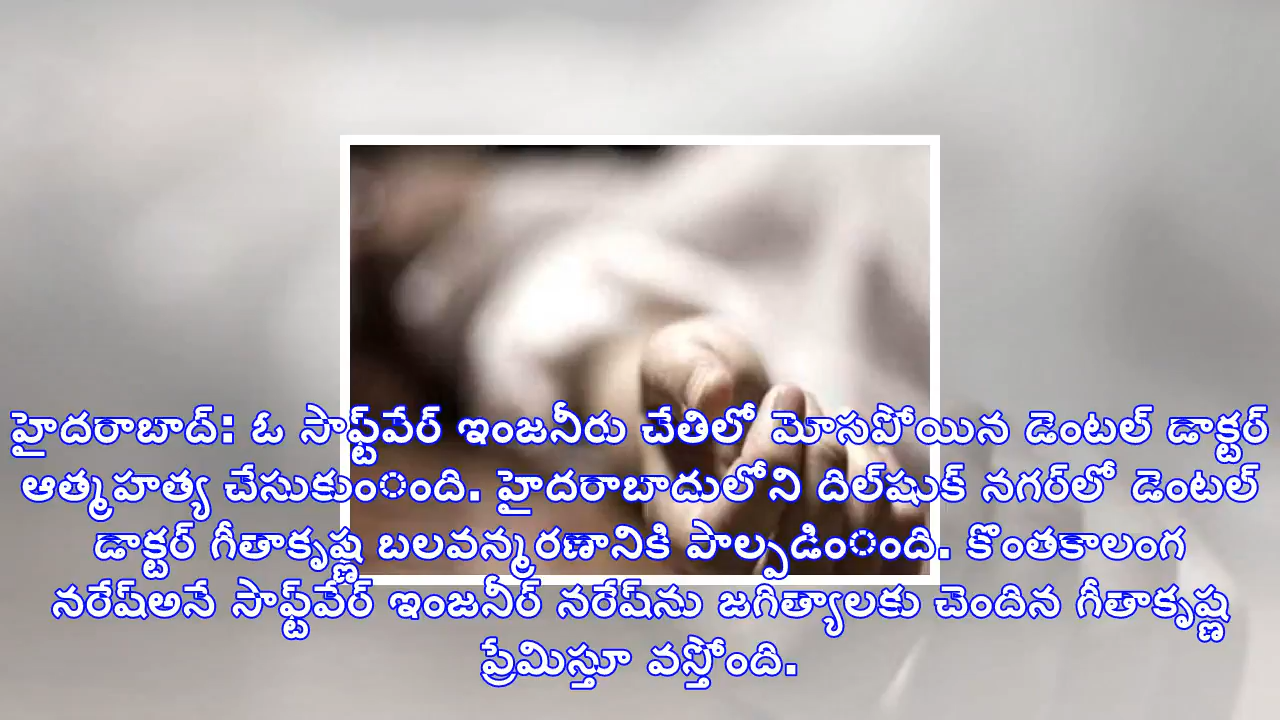 హైదరాబాద్: ఓ సాఫ్ట్‌వేర్ ఇంజనీరు చేతిలో మోసపోయిన డెంటల్ డాక్టర్
ఆత్మహత్య చేసుకుంంంది. హైదరాబాదులోని దిల్‌షుక్ నగర్‌లో డెంటల్
డాక్టర్ గీతాకృష్ణ బలవన్మరణానికి పాల్పడింంంది. కొంతకాలంగ
నరేష్‌అనే సాఫ్ట్‌వేర్ ఇంజనీర్ నరేష్‌ను జగిత్యాలకు చెందిన గీతాకృష్ణ
ప్రేమిస్తూ వస్తోంది.